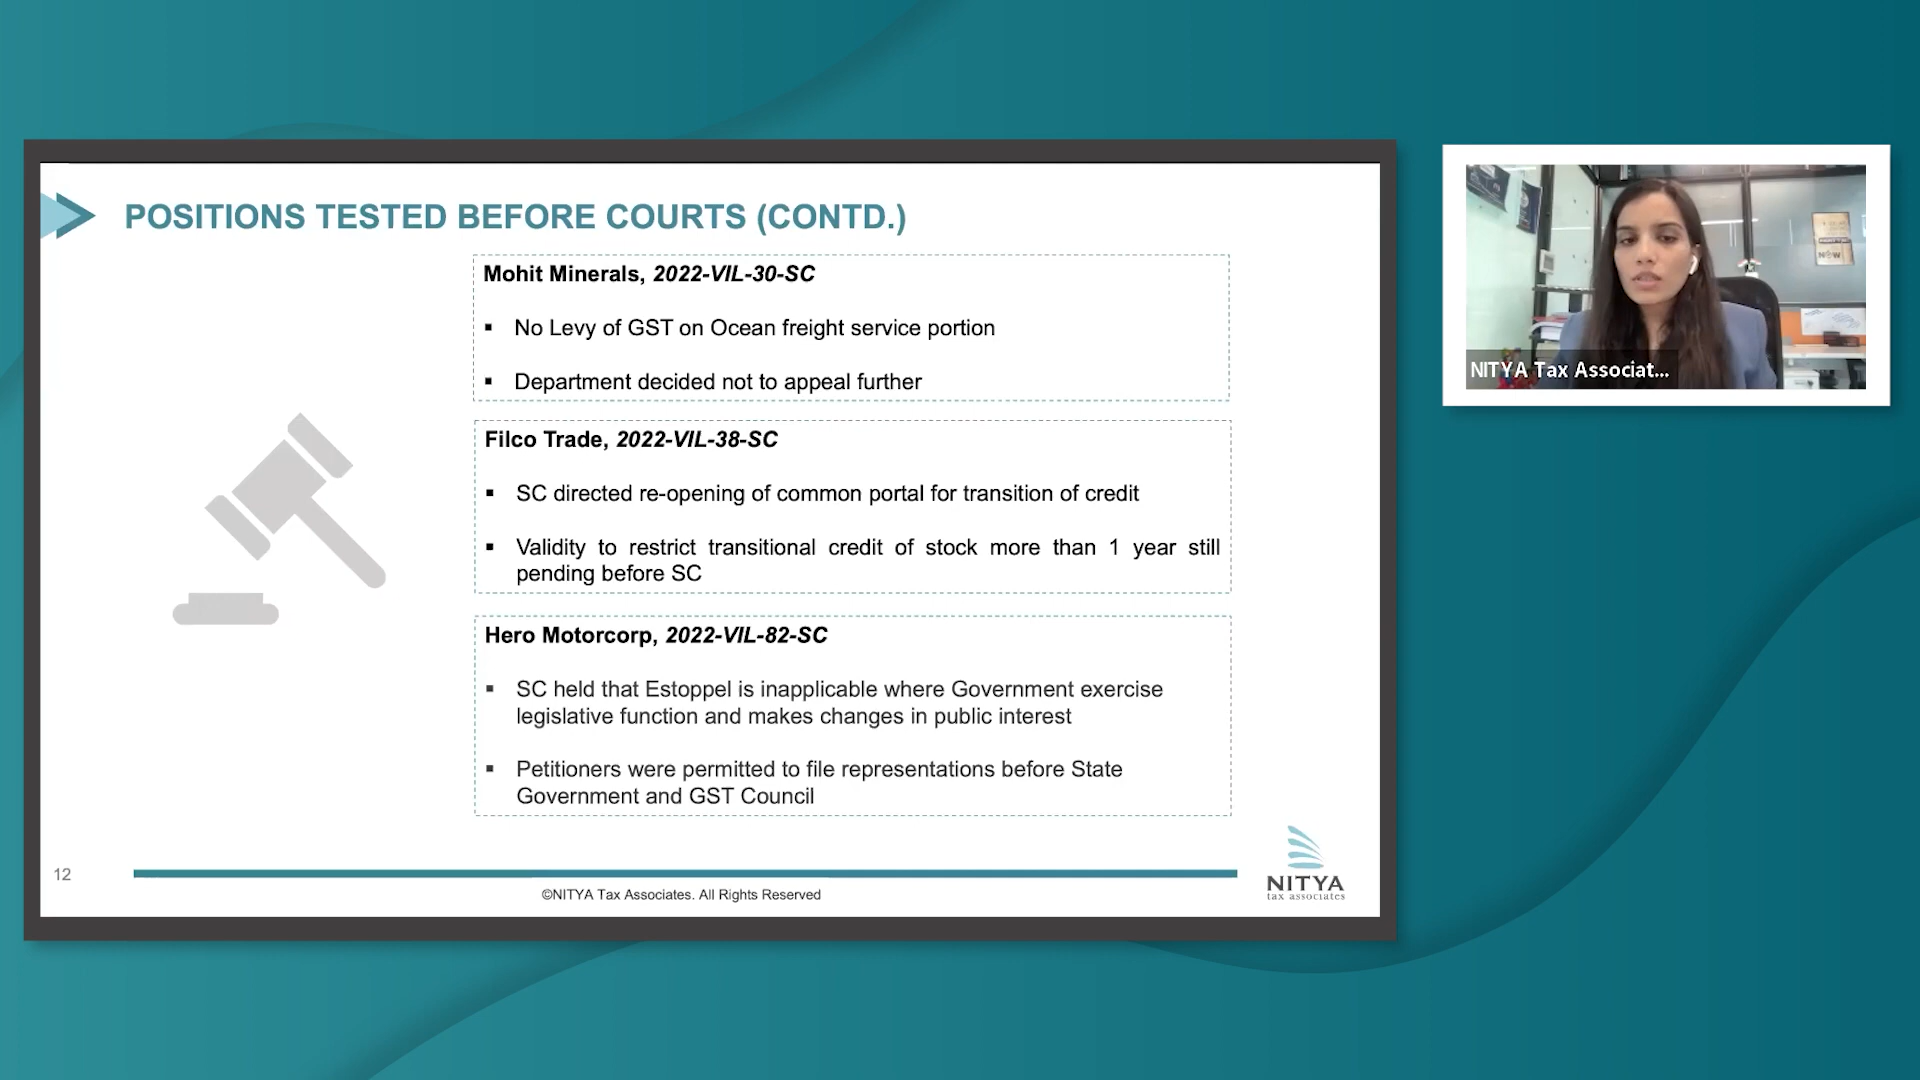 POSITIONS TESTED BEFORE COURTS (CONTD.)
Mohit Minerals, 2022-VIL-30-SC
▪ No Levy of GST on Ocean freight service portion
▪ Department decided not to appeal further
Filco Trade, 2022-VIL-38-SC
▪ SC directed re-opening of common portal for transition of credit
▪ Validity to restrict transitional credit of stock more than 1 year still
pending before SC
Hero Motorcorp, 2022-VIL-82-SC
▪ SC held that Estoppel is inapplicable where Government exercise
legislative function and makes changes in public interest
▪ Petitioners were permitted to file representations before State
Government and GST Council
12
©NITYA Tax Associates. All Rights Reserved
NITYA
tax associates
NITYA Tax Associat...
NOW